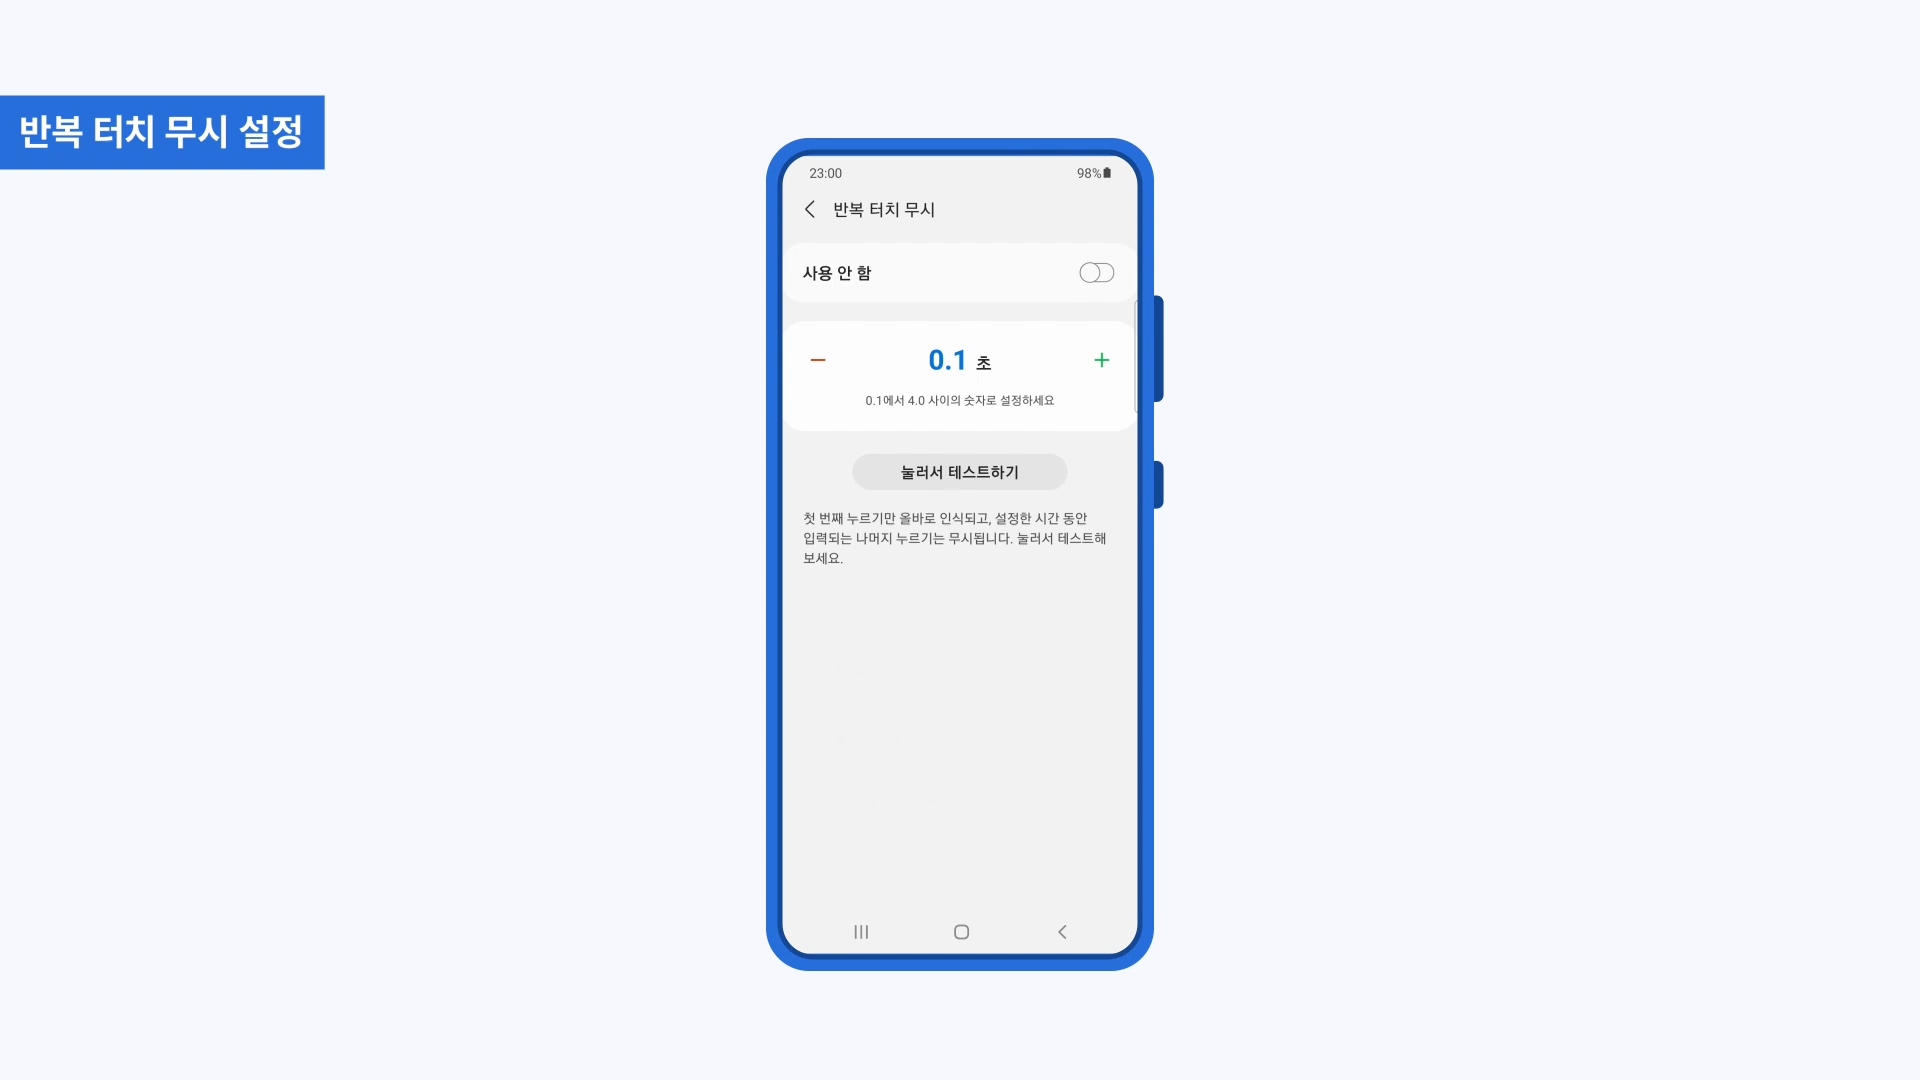 반복 터치 무시 설정
23:00
98%
반복 터치 무시
사용 안 함
0.1 초
0.1에서 4.0 사이의 숫자로 설정하세요
눌러서 테스트하기
첫 번째 누르기만 올바로 인식되고, 설정한 시간 동안
입력되는 나머지 누르기는 무시됩니다. 눌러서 테스트해
보세요.